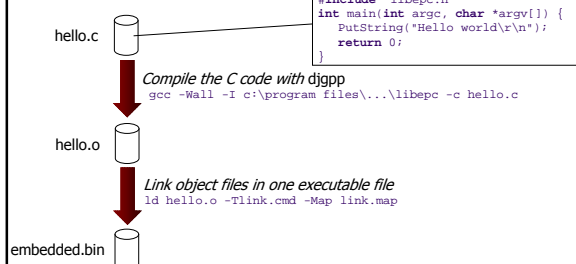 #include "libepc.h"
int main(int argc, char *argv[]) {
PutString("Hello world\r\n");
return 0;
}
hello.c
Compile the C code with djgpp
gcc -Wall -I c:\program files\...\libepc -c hello.c
hello.o
Link object files in one executable file
ld hello.o -Tlink.cmd -Map link.map
embedded.bin